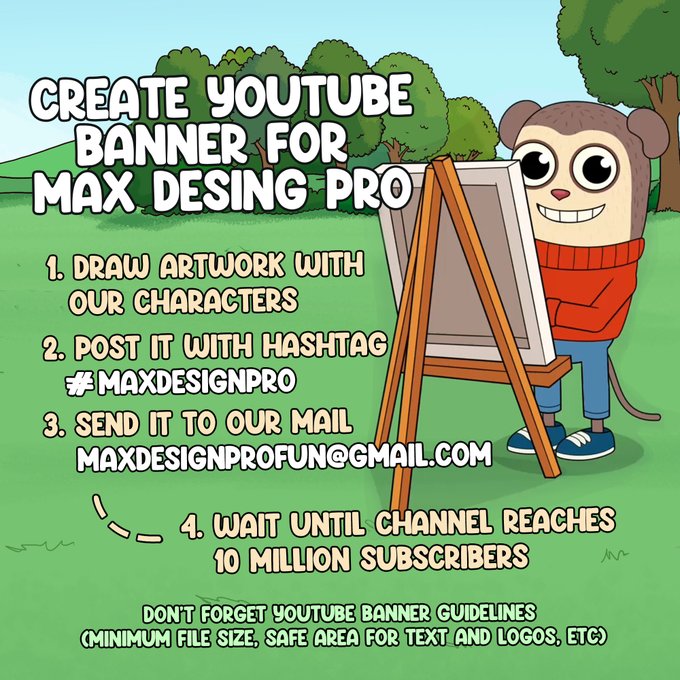 CREATE YOUTUBE
BANNER FOR
MAX DESING PRO
1. DRAW ARTWORK WITH
OUR CHARACTERS
2. POST IT WITH HASHTAG
#MAXDESIGNPRO
3. SEND IT TO OUR MAIL
MAXDESIGNPROFUN@GMAIL.COM
4. WAIT UNTIL CHANNEL REACHES
10 MILLION SUBSCRIBERS
DON'T FORGET YOUTUBE BANNER GUIDELINES
(MINIMUM FILE SIZE, SAFE AREA FOR TEXT AND LOGOS, ETC)